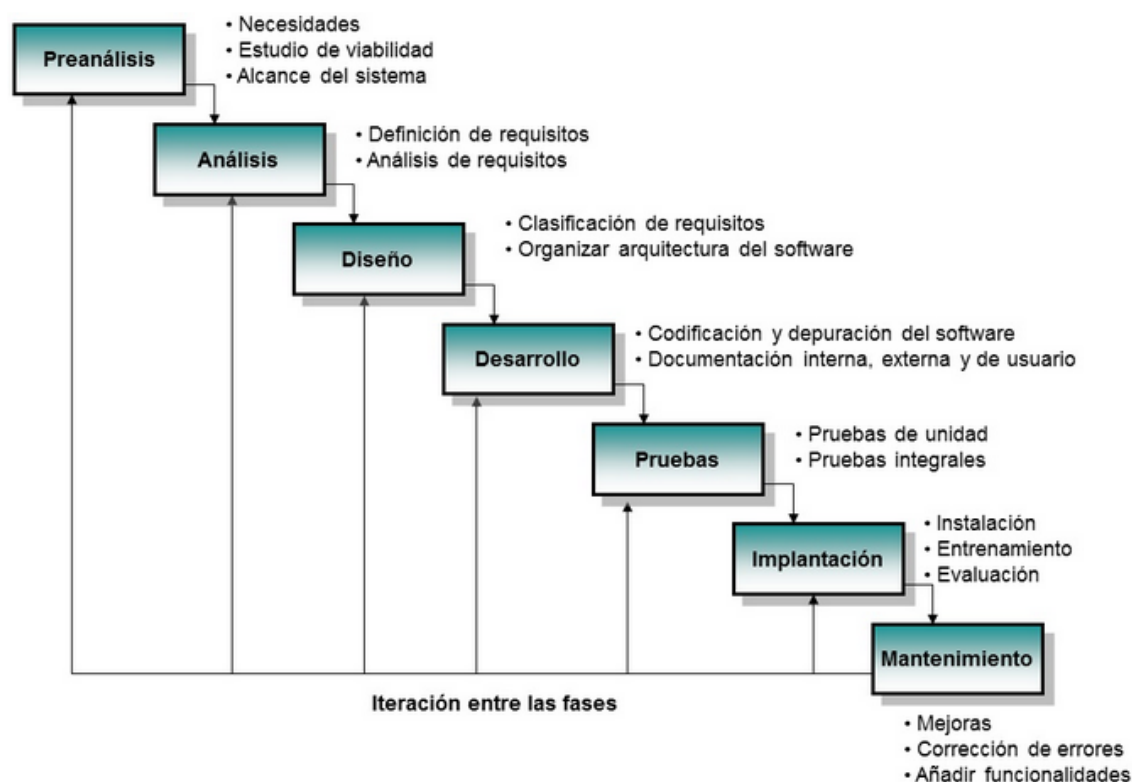 • Necesidades
Preanálisis
• Estudio de viabilidad
• Alcance del sistema
Análisis
• Definición de requisitos
• Análisis de requisitos
Diseño
• Clasificación de requisitos
• Organizar arquitectura del software
Desarrollo
• Codificación y depuración del software
• Documentación interna, externa y de usuario
Pruebas
• Pruebas de unidad
• Pruebas integrales
Implantación
• Instalación
• Entrenamiento
• Evaluación
Mantenimiento
Iteración entre las fases
• Mejoras
• Corrección de errores
• Añadir funcionalidades